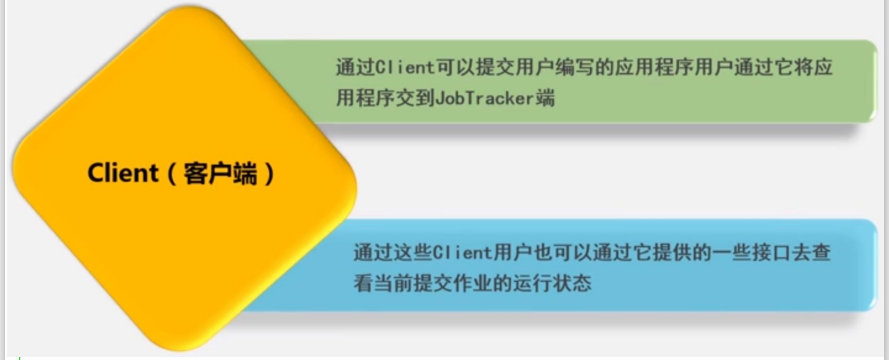 通过Client可以提交用户编写的应用程序用户通过它将应
用程序交到JobTracker端
Client（客户端）
通过这些Client用户也可以通过它提供的一些接口去查
看当前提交作业的运行状态